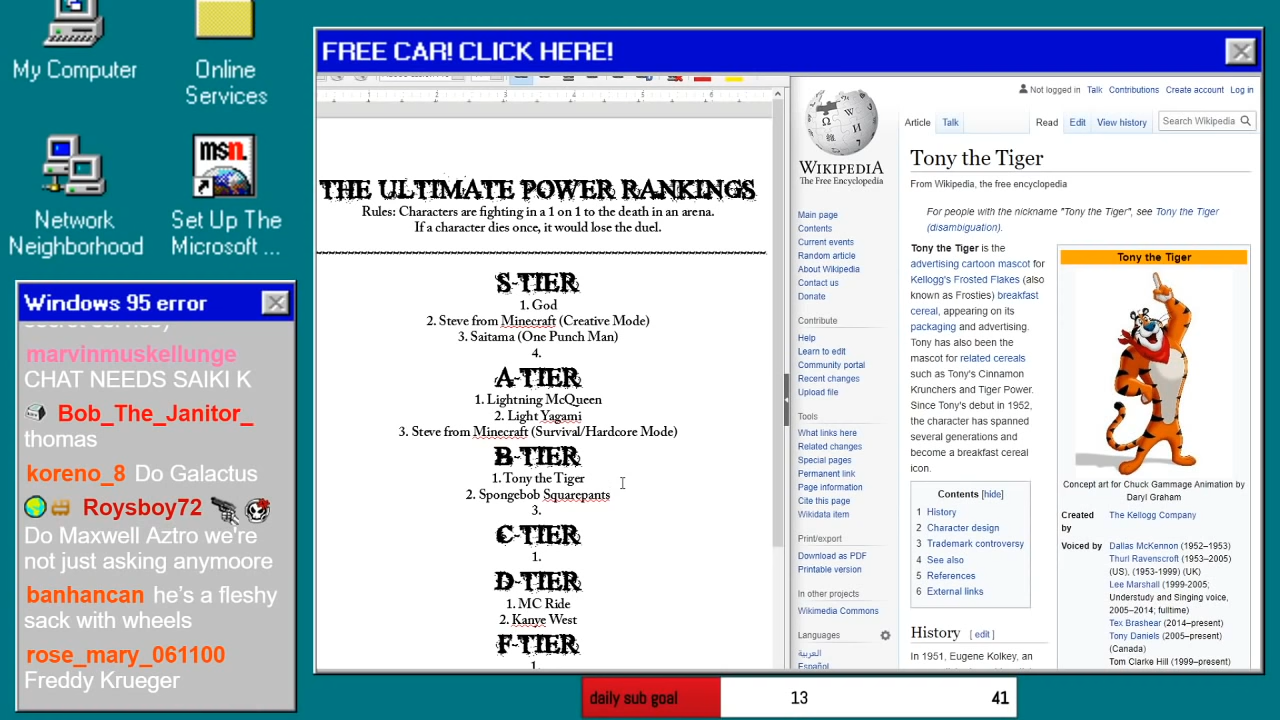 My Computer
Online
Services
Network
Neighborhood
msn.
Set Up The
Microsoft ...
Windows 95 error
marvinmuskellunge
CHAT NEEDS SAIKI K
Bob_The_Janitor_
thomas
koreno_8 Do Galactus
Roysboy72
Do Maxwell Aztro we're
not just asking anymoore
banhancan he's a fleshy
sack with wheels
rose_mary_061100
Freddy Krueger
FREE CAR! CLICK HERE!
THE ULTIMATE POWER RANKINGS
Rules: Characters are fighting in a 1 on 1 to the death in an arena.
If a character dies once, it would lose the duel.
S-TIER
1. God
2. Steve from Minecraft (Creative Mode)
3. Saitama (One Punch Man)
4.
A-TIER
1. Lightning McQueen
2. Light Yagami
3. Steve from Minecraft (Survival/Hardcore Mode)
B-TIER
1. Tony the Tiger
2. Spongebob Squarepants
3.
C-TIER
1.
D-TIER
1. MC Ride
2. Kanye West
F-TIER
1.
WIKIPEDIA
The Free Encyclopedia
Main page
Contents
Current events
Random article
About Wikipedia
Contact us
Donate
Contribute
Help
Learn to edit
Community portal
Recent changes
Upload file
Tools
What links here
Related changes
Special pages
Permanent link
Page information
Cite this page
Wikidata item
Print/export
Download as PDF
Printable version
In other projects
Wikimedia Commons
Languages
العربية
Español
Not logged in Talk Contributions Create account Log in
Article Talk Read Edit View history Search Wikipedia
Tony the Tiger
From Wikipedia, the free encyclopedia
For people with the nickname "Tony the Tiger", see Tony the Tiger
(disambiguation).
Tony the Tiger is the
advertising cartoon mascot for
Kellogg's Frosted Flakes (also
known as Frosties) breakfast
cereal, appearing on its
packaging and advertising.
Tony has also been the
mascot for related cereals
such as Tony's Cinnamon
Krunchers and Tiger Power.
Since Tony's debut in 1952,
the character has spanned
several generations and
become a breakfast cereal
icon.
Contents [hide]
1 History
2 Character design
3 Trademark controversy
4 See also
5 References
6 External links
History [ edit ]
In 1951, Eugene Kolkey, an
Tony the Tiger
Concept art for Chuck Gammage Animation by
Daryl Graham
Created
by
The Kellogg Company
Voiced by
Dallas McKennon (1952–1953)
Thurl Ravenscroft (1953–2005)
(US), (1953-1999) (UK)
Lee Marshall (1999-2005;
Understudy and Singing voice,
2005–2014; fulltime)
Tex Brashear (2014–present)
Tony Daniels (2005–present)
(Canada)
Tom Clarke Hill (1999–present)
daily sub goal 13 41